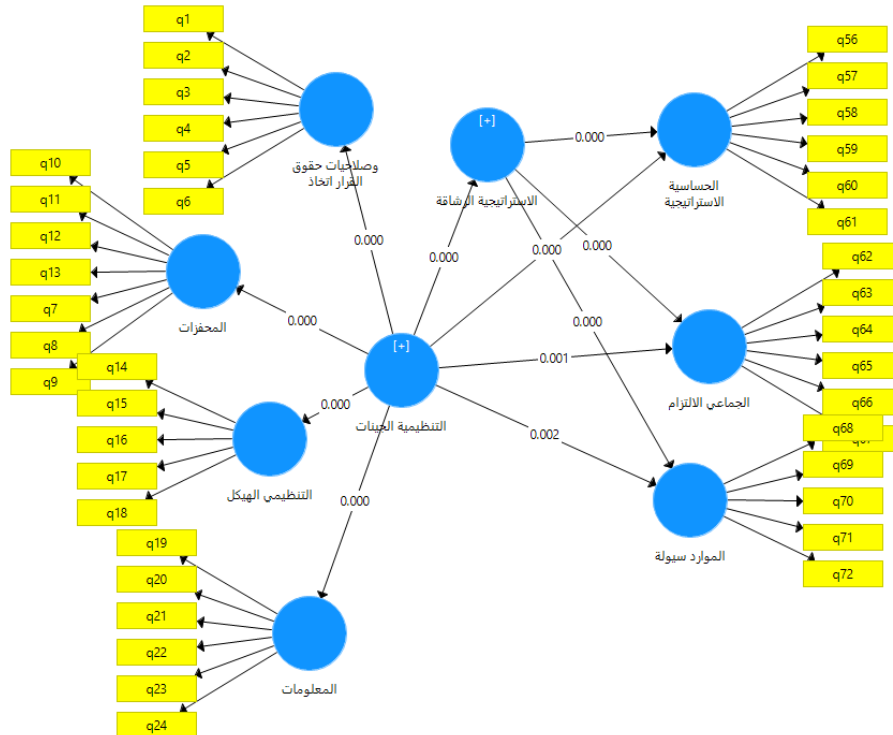 q1
q2
q3
q4
q5
q6
وصلاحيات حقوق
القرار اتخاذ
q10
q11
q12
q13
q7
q8
q9
المحفزات
q14
q15
q16
q17
q18
التنظيمي الهيكل
q19
q20
q21
q22
q23
q24
المعلومات
[+]
التنظيمية الجينات
[+]
الاستراتيجية الرشاقة
0.000
0.000
0.000
0.000
0.000
0.000
0.000
0.000
0.000
0.001
0.002
q56
q57
q58
q59
q60
q61
الحساسية
الاستراتيجية
q62
q63
q64
q65
q66
الجماعي الالتزام
q68
q69
q70
q71
q72
الموارد سيولة